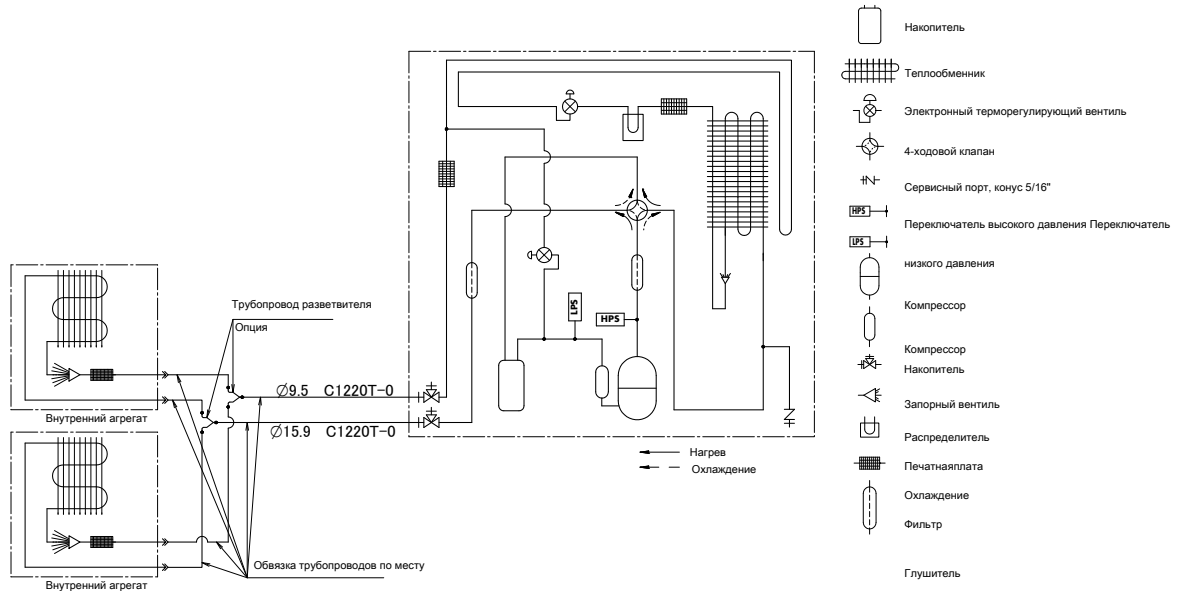 Накопитель
Теплообменник
Электронный терморегулирующий вентиль
4-ходовой клапан
Сервисный порт, конус 5/16"
HPS
Переключатель высокого давления Переключатель
LPS
низкого давления
Компрессор
Компрессор
Накопитель
Запорный вентиль
Распределитель
Печатнаяплата
Охлаждение
Фильтр
Глушитель
LPS
HPS
Трубопровод разветвителя
Опция
∅9.5 C1220T-0
∅15.9 C1220T-0
Внутренний агрегат
Нагрев
Охлаждение
Обвязка трубопроводов по месту
Внутренний агрегат